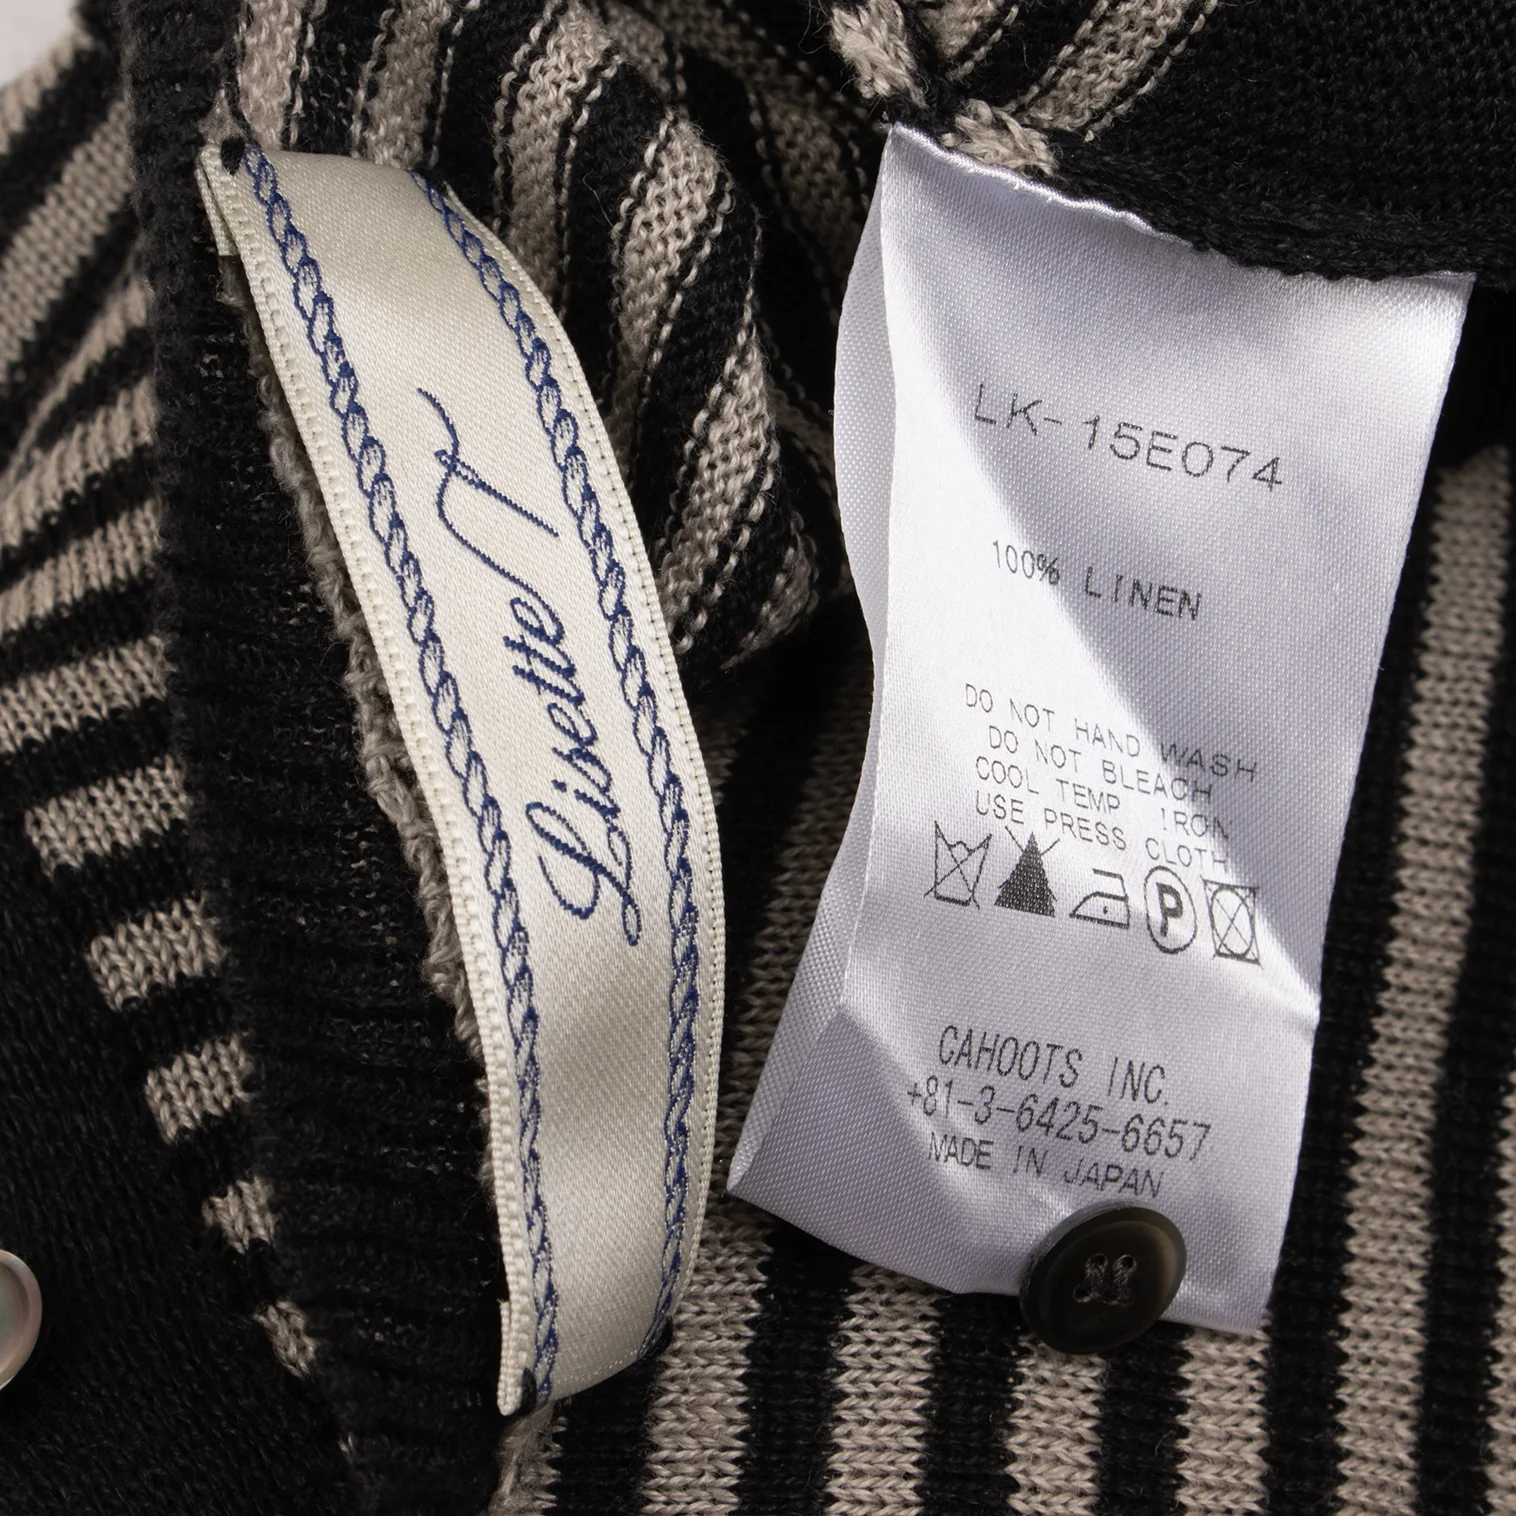 Lisette
LK-15E074
100% LINEN
DO NOT HAND WASH
DO NOT BLEACH
COOL TEMP IRON
USE PRESS CLOTH
P
CAHOOTS INC.
+81-3-6425-6657
MADE IN JAPAN